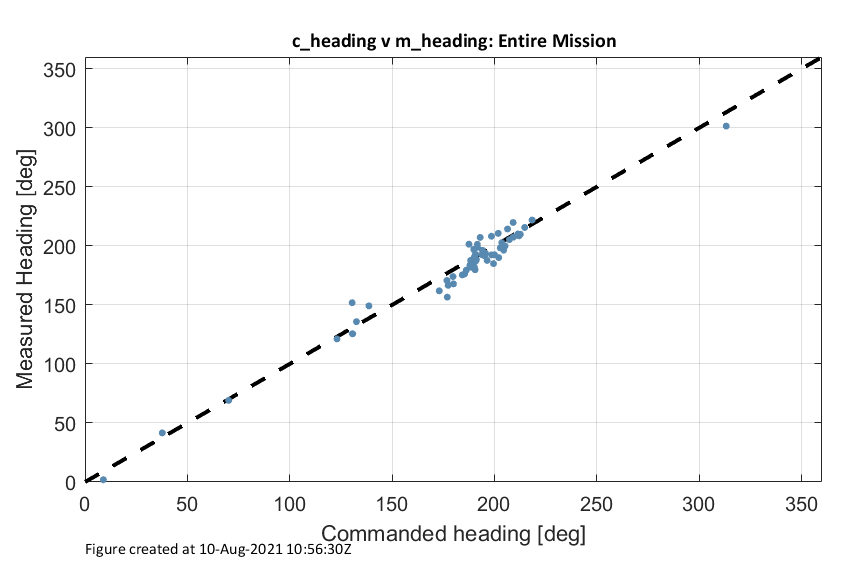 c_heading v m_heading: Entire Mission
350
300
250
200
150
100
50
0
Measured Heading [deg]
0 50 100 150 200 250 300 350
Commanded heading [deg]
Figure created at 10-Aug-2021 10:56:30Z